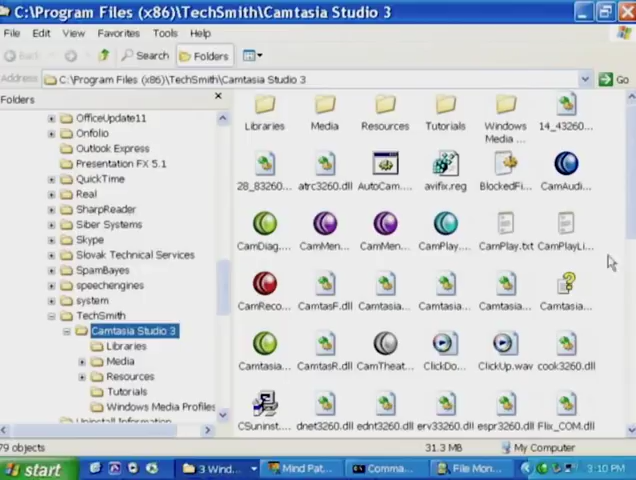 C:\Program Files (x86)\TechSmith\Camtasia Studio 3
File Edit View Favorites Tools Help
Back Search Folders
Address C:\Program Files (x86)\TechSmith\Camtasia Studio 3 Go
Folders
OfficeUpdate11
Onfolio
Outlook Express
Presentation FX 5.1
QuickTime
Real
SharpReader
Siber Systems
Skype
Slovak Technical Services
SpamBayes
speechengines
system
TechSmith
Camtasia Studio 3
Libraries
Media
Resources
Tutorials
Windows Media Profiles
Uninstall Information
Libraries Media Resources Tutorials Windows Media ... 14_43260...
28_83260... atrc3260.dll AutoCam... avifix.reg BlockedFi... CamAudi...
CamDiag.... CamMen... CamMen... CamPlay.... CamPlay.txt CamPlayLi...
CamReco... CamtasF.dll Camtasia... Camtasia... Camtasia... Camtasia...
Camtasia... CamtasR.dll CamTheat... ClickDo... ClickUp.wav cook3260.dll
CSuninst.... dnet3260.dll ednt3260.dll erv33260.dll espr3260.dll Flix_COM.dll
79 objects 31.3 MB My Computer
start 3 Wind... Mind Pat... Comma... File Mon... 3:10 PM